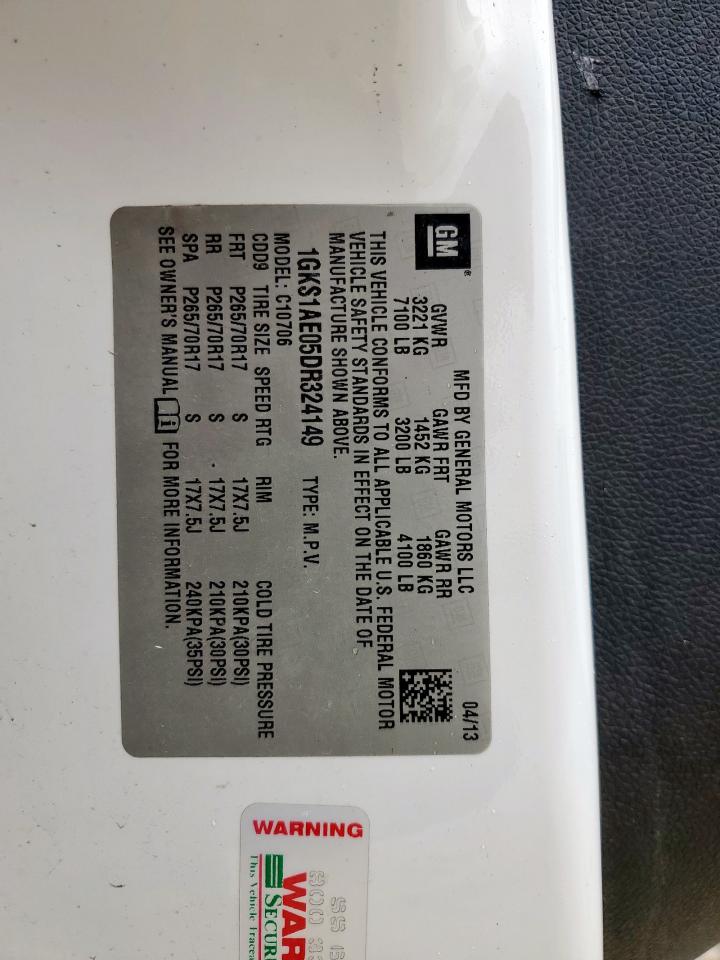 GM ®
MFD BY GENERAL MOTORS LLC 04/13
GVWR GAWR FRT GAWR RR
3221 KG 1452 KG 1860 KG
7100 LB 3200 LB 4100 LB
THIS VEHICLE CONFORMS TO ALL APPLICABLE U.S. FEDERAL MOTOR
VEHICLE SAFETY STANDARDS IN EFFECT ON THE DATE OF
MANUFACTURE SHOWN ABOVE.
1GKS1AE05DR324149 TYPE: M.P.V.
MODEL: C10706
CDD9 TIRE SIZE SPEED RTG RIM COLD TIRE PRESSURE
FRT P265/70R17 S 17X7.5J 210KPA(30PSI)
RR P265/70R17 S 17X7.5J 210KPA(30PSI)
SPA P265/70R17 S 17X7.5J 240KPA(35PSI)
SEE OWNER'S MANUAL FOR MORE INFORMATION.
WARNING
WAR
SECUR
This Vehicle Tracea